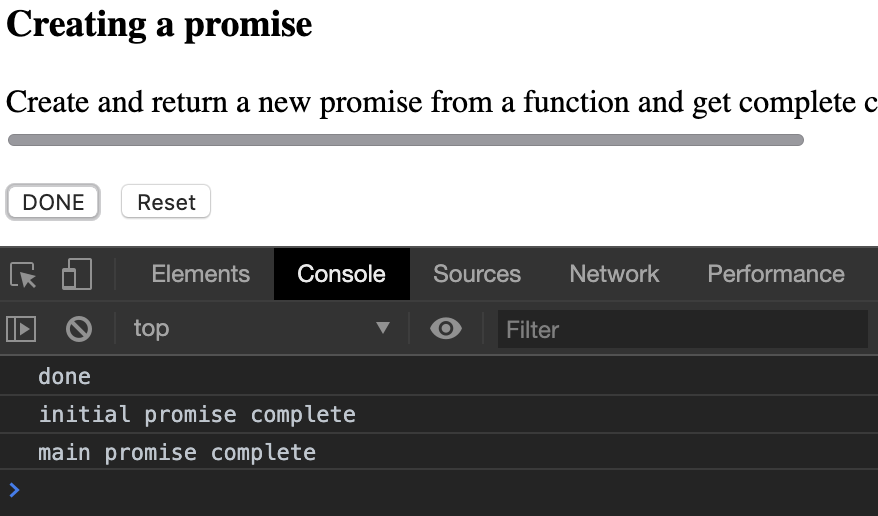 Creating a promise
Create and return a new promise from a function and get complete c
DONE Reset
Elements Console Sources Network Performance
top Filter
done
initial promise complete
main promise complete